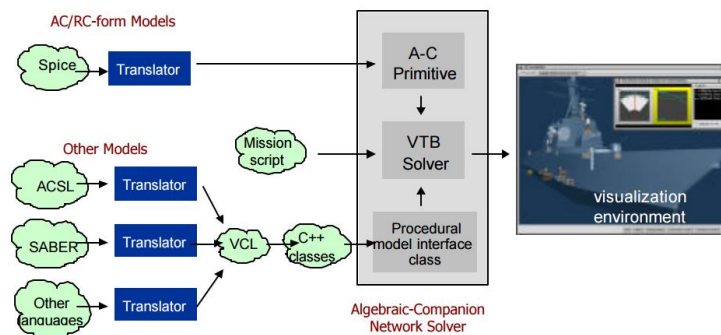 AC/RC-form Models
Spice
Translator
A-C
Primitive
Mission
script
VTB
Solver
Other Models
ACSL
Translator
SABER
Translator
VCL
C++
classes
Procedural
model interface
class
Other
languages
Translator
Algebraic-Companion
Network Solver
visualization
environment